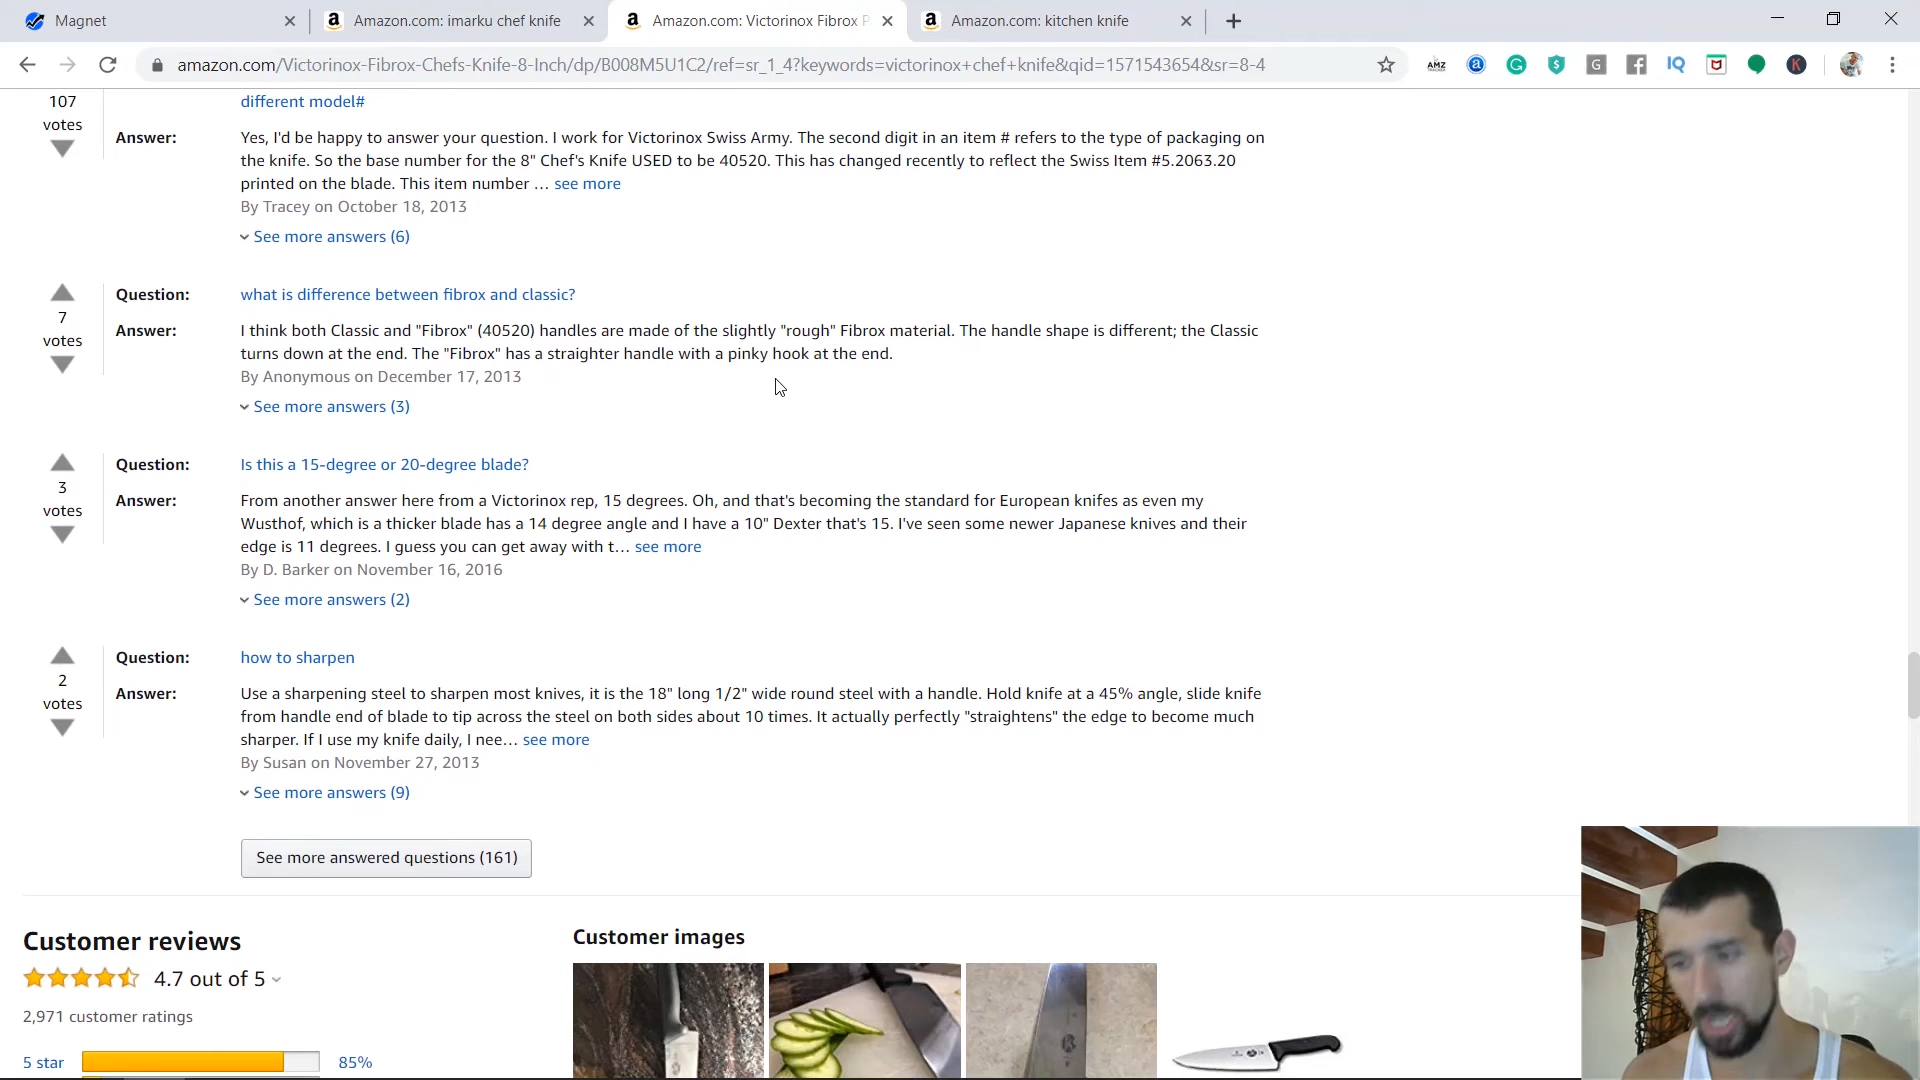 Magnet
Amazon.com: imarku chef knife
Amazon.com: Victorinox Fibrox P
Amazon.com: kitchen knife
amazon.com/Victorinox-Fibrox-Chefs-Knife-8-Inch/dp/B008M5U1C2/ref=sr_1_4?keywords=victorinox+chef+knife&qid=1571543654&sr=8-4
107
votes
different model#
Answer:
Yes, I'd be happy to answer your question. I work for Victorinox Swiss Army. The second digit in an item # refers to the type of packaging on
the knife. So the base number for the 8" Chef's Knife USED to be 40520. This has changed recently to reflect the Swiss Item #5.2063.20
printed on the blade. This item number … see more
By Tracey on October 18, 2013
See more answers (6)
7
votes
Question:
what is difference between fibrox and classic?
Answer:
I think both Classic and "Fibrox" (40520) handles are made of the slightly "rough" Fibrox material. The handle shape is different; the Classic
turns down at the end. The "Fibrox" has a straighter handle with a pinky hook at the end.
By Anonymous on December 17, 2013
See more answers (3)
3
votes
Question:
Is this a 15-degree or 20-degree blade?
Answer:
From another answer here from a Victorinox rep, 15 degrees. Oh, and that's becoming the standard for European knifes as even my
Wusthof, which is a thicker blade has a 14 degree angle and I have a 10" Dexter that's 15. I've seen some newer Japanese knives and their
edge is 11 degrees. I guess you can get away with t… see more
By D. Barker on November 16, 2016
See more answers (2)
2
votes
Question:
how to sharpen
Answer:
Use a sharpening steel to sharpen most knives, it is the 18" long 1/2" wide round steel with a handle. Hold knife at a 45% angle, slide knife
from handle end of blade to tip across the steel on both sides about 10 times. It actually perfectly "straightens" the edge to become much
sharper. If I use my knife daily, I nee… see more
By Susan on November 27, 2013
See more answers (9)
See more answered questions (161)
Customer reviews
4.7 out of 5
2,971 customer ratings
5 star
85%
Customer images